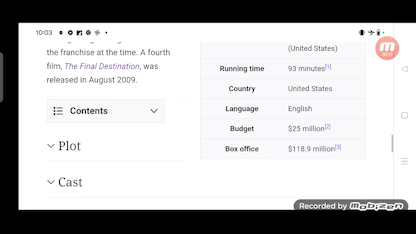 10:03
the franchise at the time. A fourth
film, The Final Destination, was
released in August 2009.
Contents
Plot
Cast
(United States)
Running time 93 minutes[1]
Country United States
Language English
Budget $25 million[2]
Box office $118.9 million[3]
Recorded by MOBIZEN